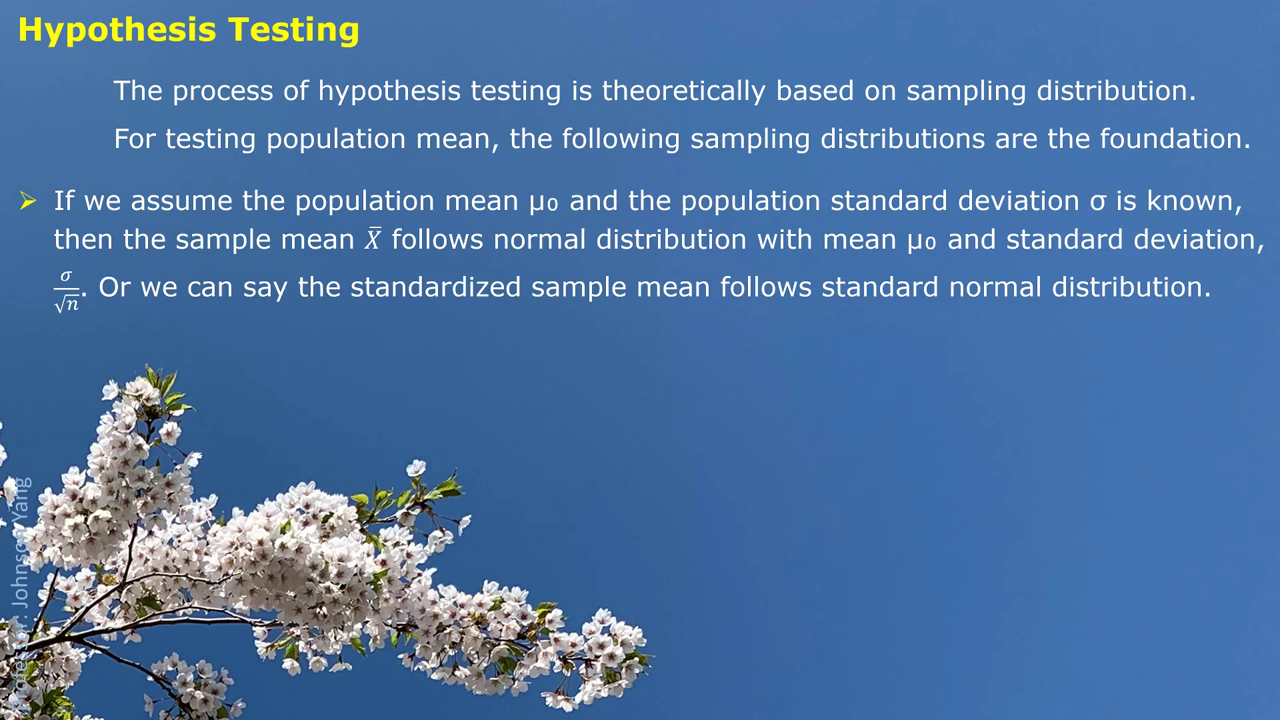 Hypothesis Testing
The process of hypothesis testing is theoretically based on sampling distribution.
For testing population mean, the following sampling distributions are the foundation.
➢ If we assume the population mean μ₀ and the population standard deviation σ is known,
then the sample mean X̄ follows normal distribution with mean μ₀ and standard deviation,
σ/√n. Or we can say the standardized sample mean follows standard normal distribution.
Professor: Johnson Yang